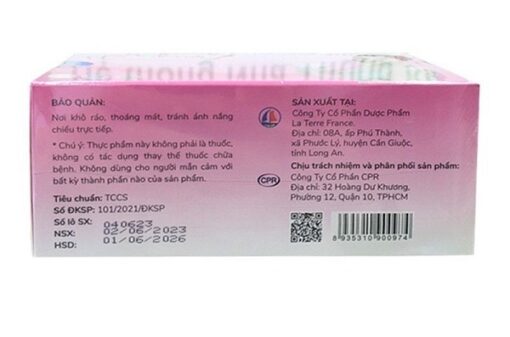 BẢO QUẢN:
Nơi khô ráo, thoáng mát, tránh ánh nắng
chiếu trực tiếp.
* Chú ý: Thực phẩm này không phải là thuốc,
không có tác dụng thay thế thuốc chữa
bệnh. Không dùng cho người mẫn cảm với
bất kỳ thành phần nào của sản phẩm.
Tiêu chuẩn: TCCS
Số ĐKSP: 101/2021/ĐKSP
Số lô SX: 040623
NSX: 02/06/2023
HSD: 01/06/2026
SẢN XUẤT TẠI:
Công Ty Cổ Phần Dược Phẩm
La Terre France.
Địa chỉ: 08A, ấp Phú Thành,
xã Phước Lý, huyện Cần Giuộc,
tỉnh Long An.
Chịu trách nhiệm và phân phối sản phẩm:
CPR
Công Ty Cổ Phần CPR
Địa chỉ: 32 Hoàng Dư Khương,
Phường 12, Quận 10, TPHCM
8 935310 900974